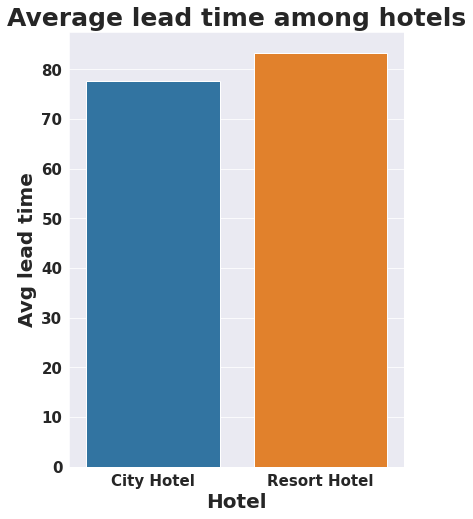 Average lead time among hotels
Avg lead time
80
70
60
50
40
30
20
10
0
City Hotel
Resort Hotel
Hotel